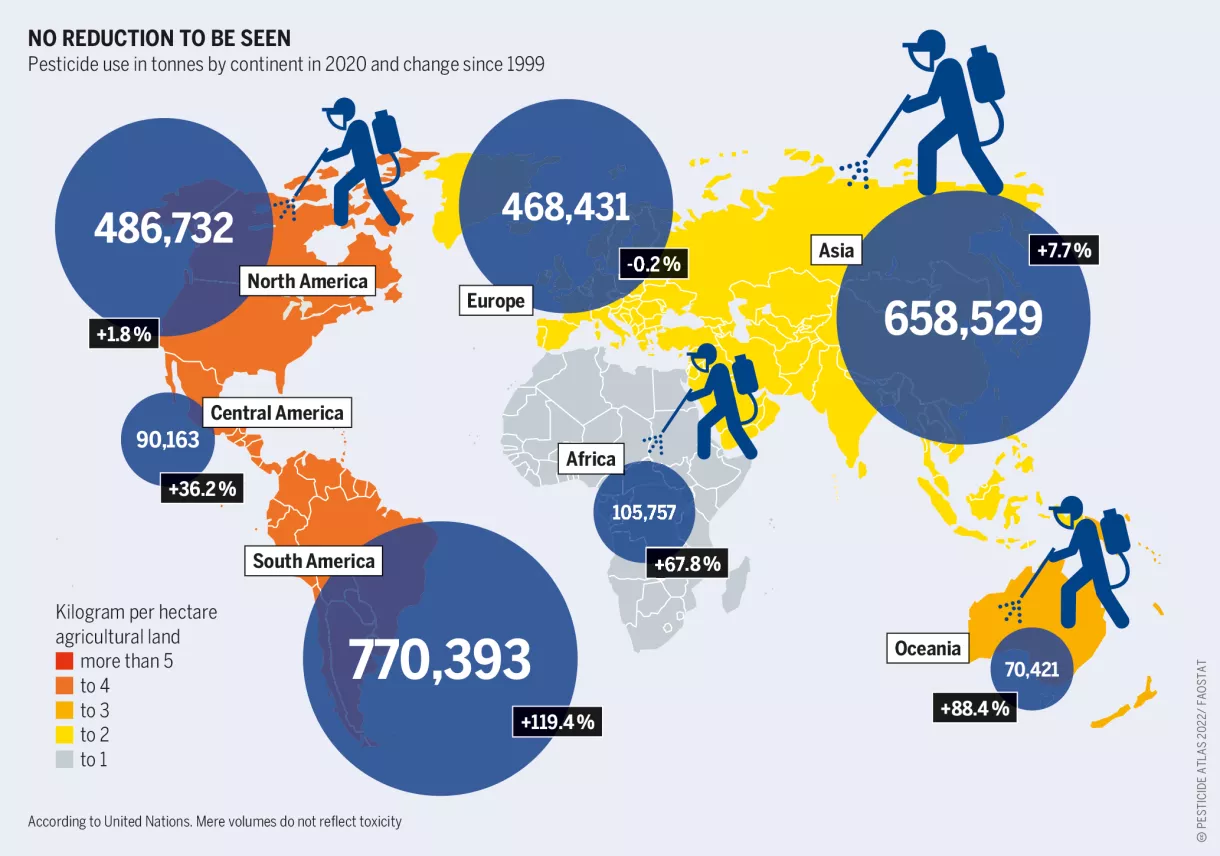 NO REDUCTION TO BE SEEN
Pesticide use in tonnes by continent in 2020 and change since 1999
486,732
North America
+1.8 %
468,431
-0.2 %
Europe
Asia
+7.7 %
658,529
Central America
90,163
+36.2 %
Africa
105,757
+67.8 %
South America
770,393
+119.4 %
Oceania
70,421
+88.4 %
Kilogram per hectare
agricultural land
more than 5
to 4
to 3
to 2
to 1
According to United Nations. Mere volumes do not reflect toxicity
PESTICIDE ATLAS 2022/ FAOSTAT